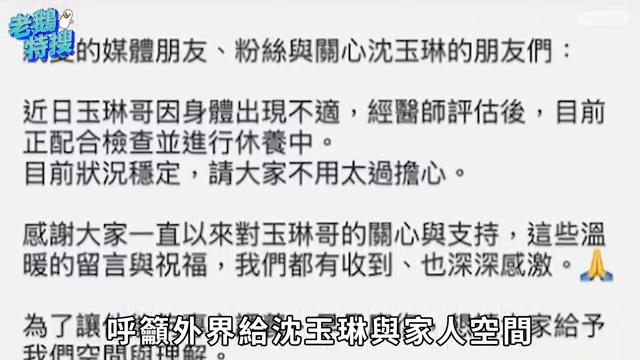 老鵝
特搜
的媒體朋友、粉絲與關心沈玉琳的朋友們：
近日玉琳哥因身體出現不適，經醫師評估後，目前
正配合檢查並進行休養中。
目前狀況穩定，請大家不用太過擔心。
感謝大家一直以來對玉琳哥的關心與支持，這些溫
暖的留言與祝福，我們都有收到、也深深感激。🙏
為了讓
家給予
呼籲外界給沈玉琳與家人空間
我們空間與理解。